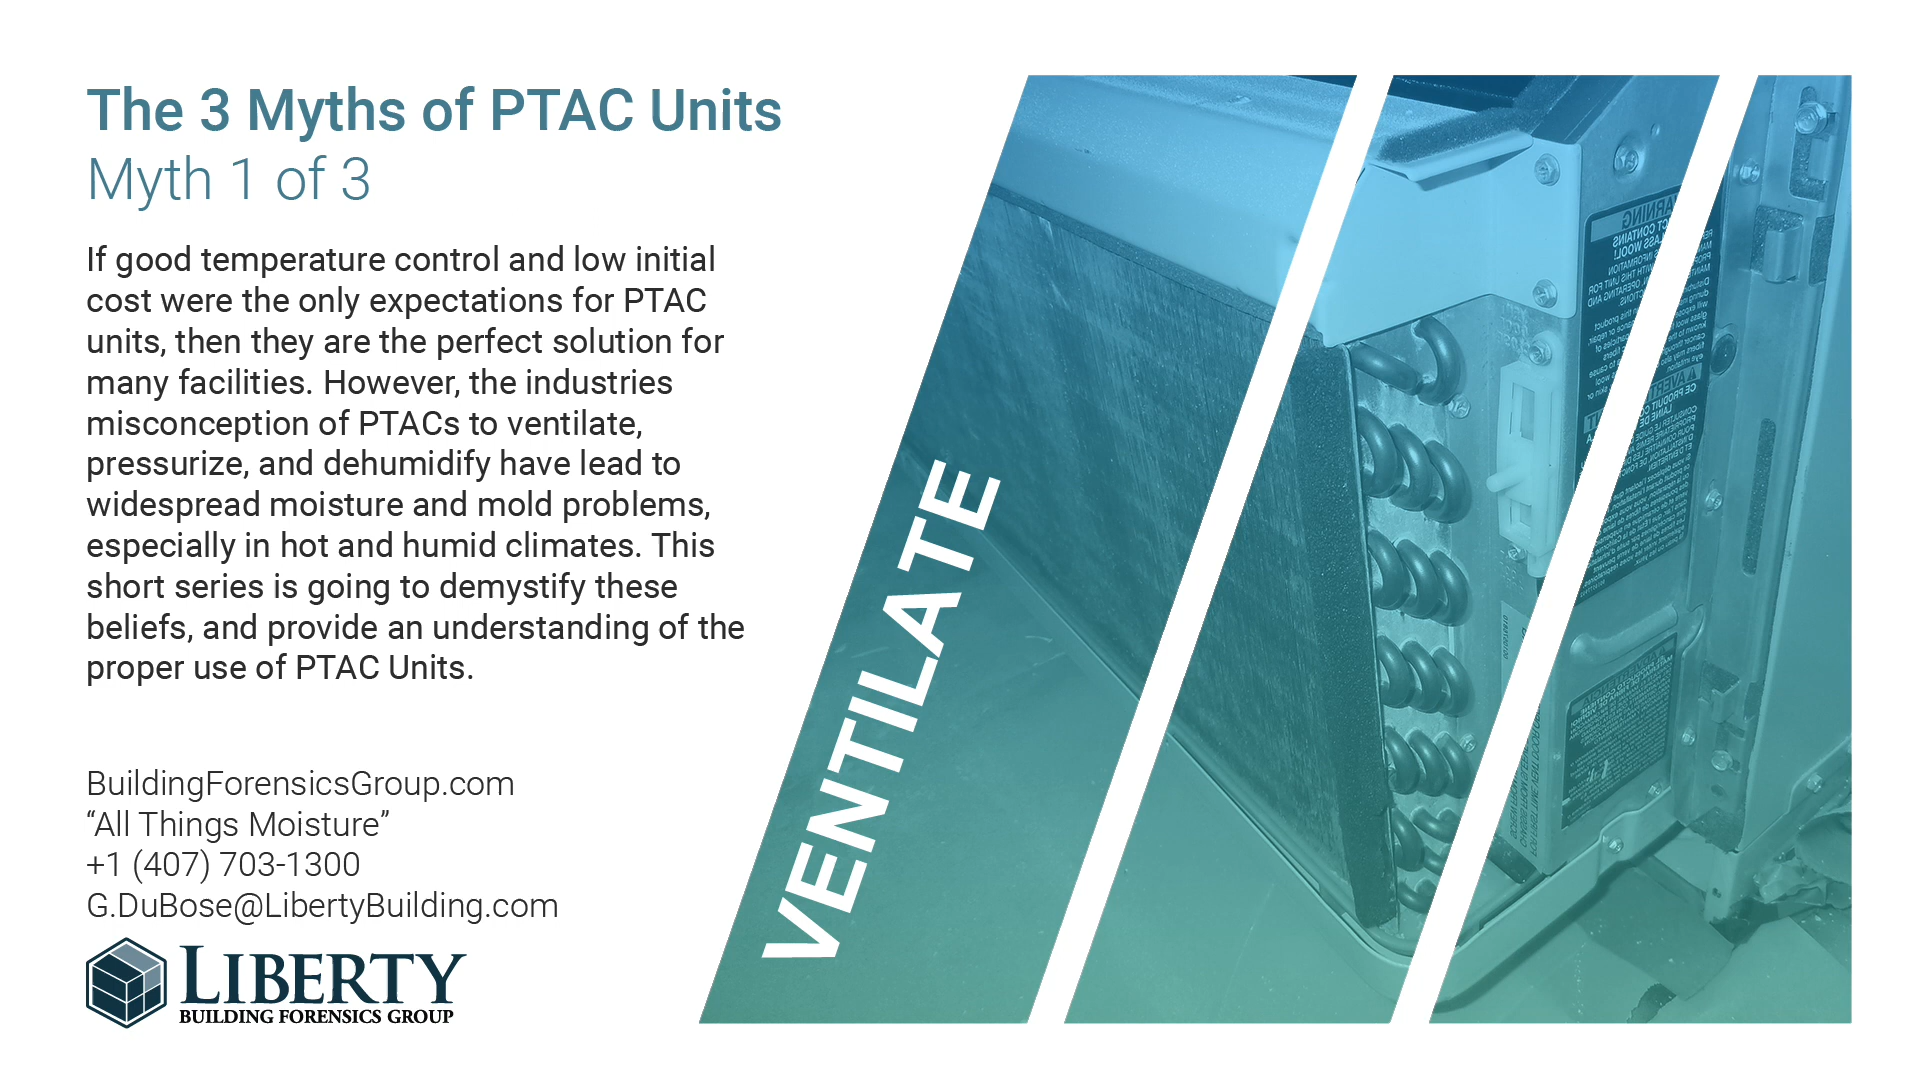 The 3 Myths of PTAC Units
Myth 1 of 3
If good temperature control and low initial
cost were the only expectations for PTAC
units, then they are the perfect solution for
many facilities. However, the industries
misconception of PTACs to ventilate,
pressurize, and dehumidify have lead to
widespread moisture and mold problems,
especially in hot and humid climates. This
short series is going to demystify these
beliefs, and provide an understanding of the
proper use of PTAC Units.
BuildingForensicsGroup.com
“All Things Moisture”
+1 (407) 703-1300
G.DuBose@LibertyBuilding.com
LIBERTY
BUILDING FORENSICS GROUP
VENTILATE